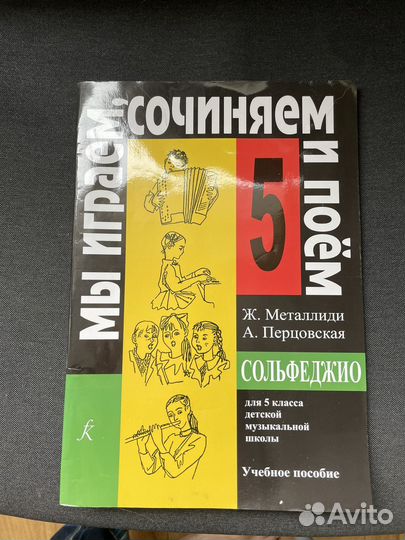 мы играем,
сочиняем
и поём
5
Ж. Металлиди
А. Перцовская
СОЛЬФЕДЖИО
для 5 класса
детской
музыкальной
школы
Учебное пособие
Avito